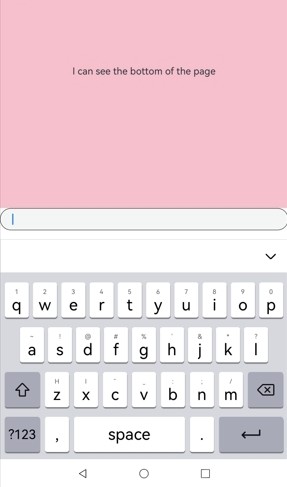 I can see the bottom of the page
1 2 3 4 5 6 7 8 9 0
q w e r t y u i o p
~ ! @ # % ' & * ?
a s d f g h j k l
z x c v b n m
?123 , space .